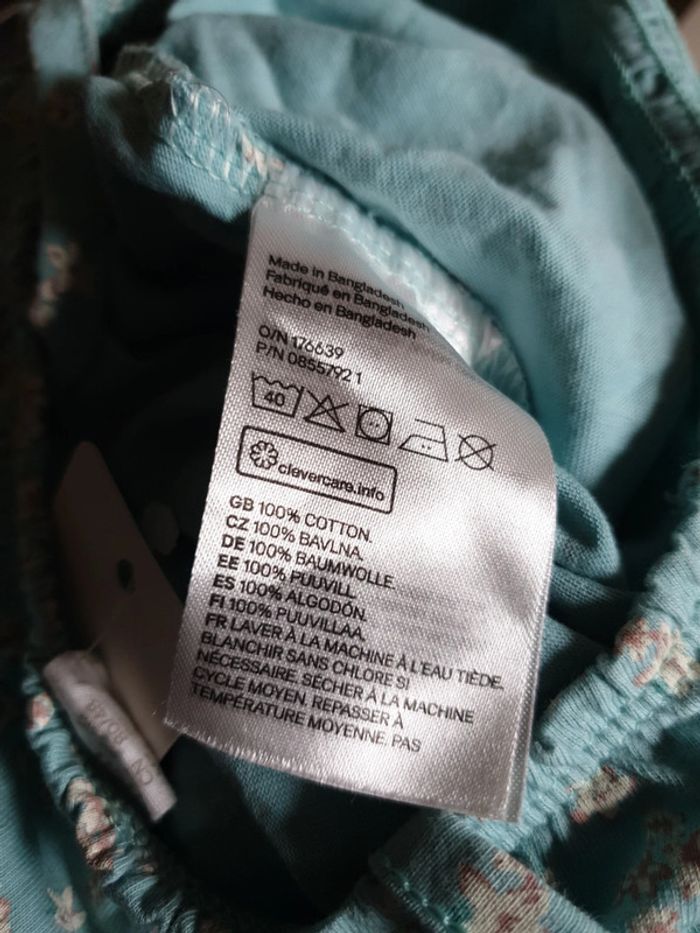 Made in Bangladesh
Fabriqué en Bangladesh
Hecho en Bangladesh
O/N 176639
P/N 0855792 1
40
clevercare.info
GB 100% COTTON.
CZ 100% BAVLNA.
DE 100% BAUMWOLLE.
EE 100% PUUVILL.
ES 100% ALGODÓN.
FI 100% PUUVILLAA.
FR LAVER À LA MACHINE À L'EAU TIÈDE.
BLANCHIR SANS CHLORE SI
NÉCESSAIRE. SÉCHER À LA MACHINE
CYCLE MOYEN. REPASSER À
TEMPÉRATURE MOYENNE. PAS
CN